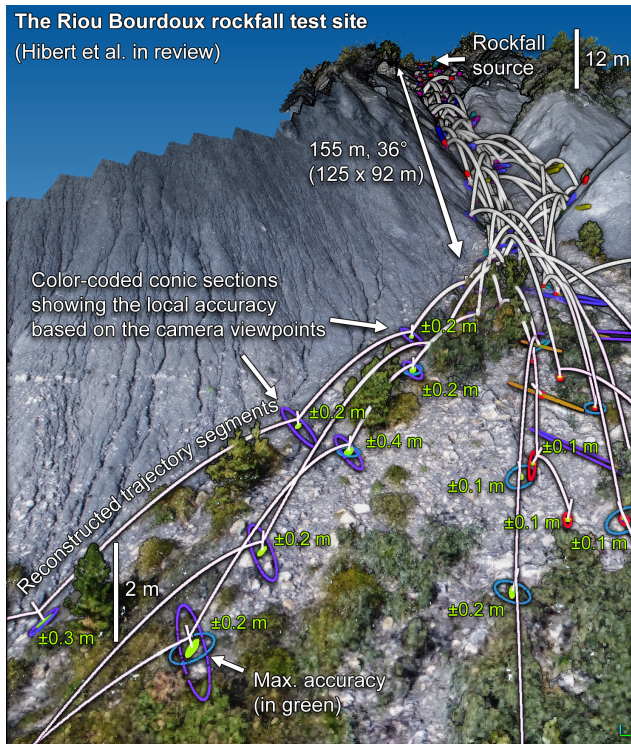 The Riou Bourdoux rockfall test site
(Hibert et al. in review)
Rockfall
source
12 m
155 m, 36°
(125 x 92 m)
Color-coded conic sections
showing the local accuracy
based on the camera viewpoints
±0.2 m
±0.2 m
±0.2 m
±0.4 m
Reconstructed trajectory segments
±0.1 m
±0.1 m
±0.1 m
±0.1 m
±0.2 m
2 m
±0.2 m
±0.2 m
±0.3 m
Max. accuracy
(in green)